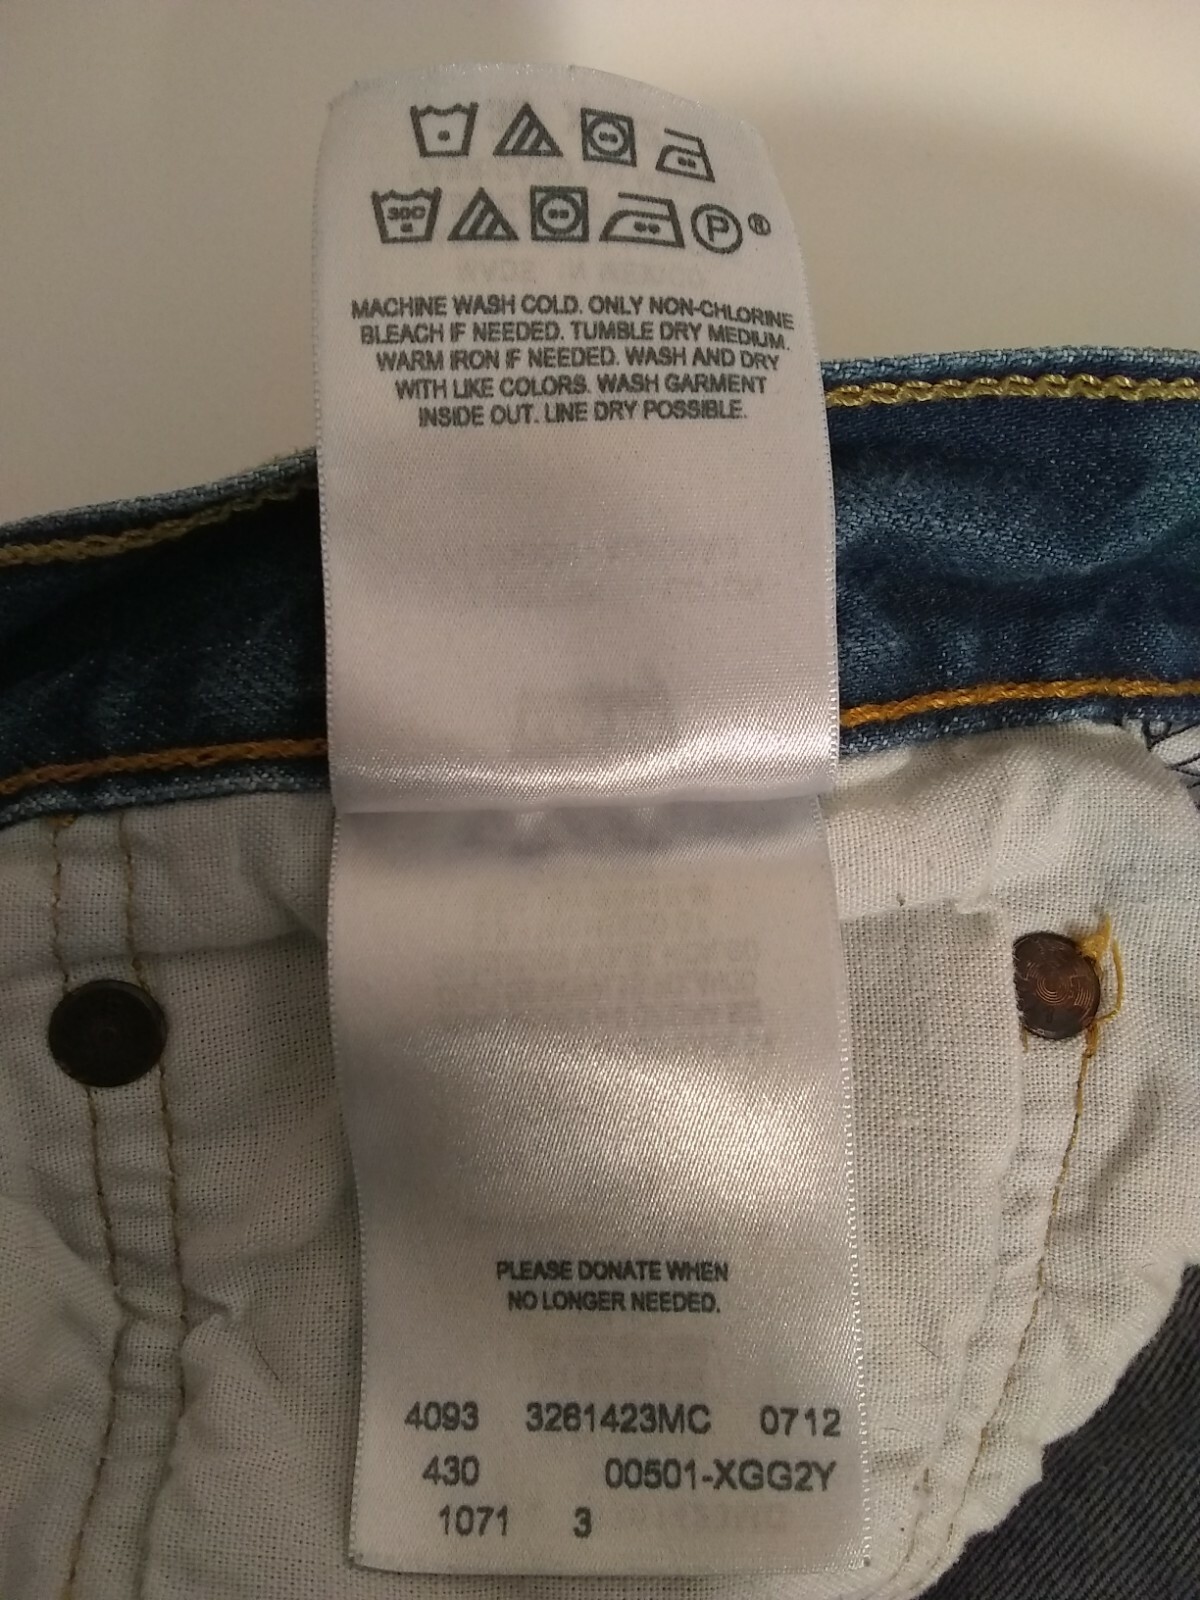 30C
P ®
MACHINE WASH COLD. ONLY NON-CHLORINE
BLEACH IF NEEDED. TUMBLE DRY MEDIUM.
WARM IRON IF NEEDED. WASH AND DRY
WITH LIKE COLORS. WASH GARMENT
INSIDE OUT. LINE DRY POSSIBLE.
PLEASE DONATE WHEN
NO LONGER NEEDED.
4093 3261423MC 0712
430 00501-XGG2Y
1071 3